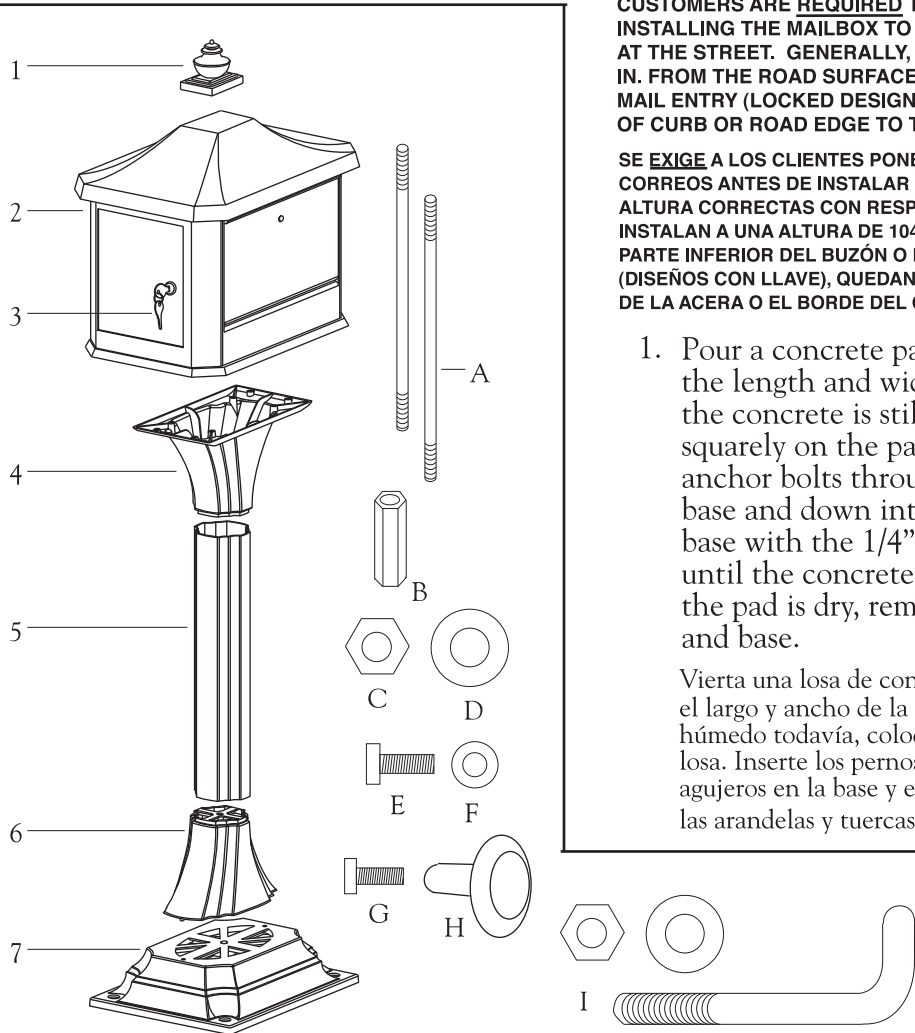 1
2
3
4
5
6
7
A
B
C
D
E
F
G
H
I
CUSTOMERS ARE REQUIRED
INSTALLING THE MAILBOX TO
AT THE STREET. GENERALLY,
IN. FROM THE ROAD SURFACE
MAIL ENTRY (LOCKED DESIGN
OF CURB OR ROAD EDGE TO
SE EXIGE A LOS CLIENTES PONE
CORREOS ANTES DE INSTALAR
ALTURA CORRECTAS CON RESP
INSTALAN A UNA ALTURA DE 104
PARTE INFERIOR DEL BUZÓN O
(DISEÑOS CON LLAVE), QUEDAN
DE LA ACERA O EL BORDE DEL
1. Pour a concrete pa
the length and wid
the concrete is stil
squarely on the pa
anchor bolts throu
base and down int
base with the 1/4”
until the concrete
the pad is dry, rem
and base.
Vierta una losa de con
el largo y ancho de la
húmedo todavía, coloc
losa. Inserte los pernos
agujeros en la base y e
las arandelas y tuercas